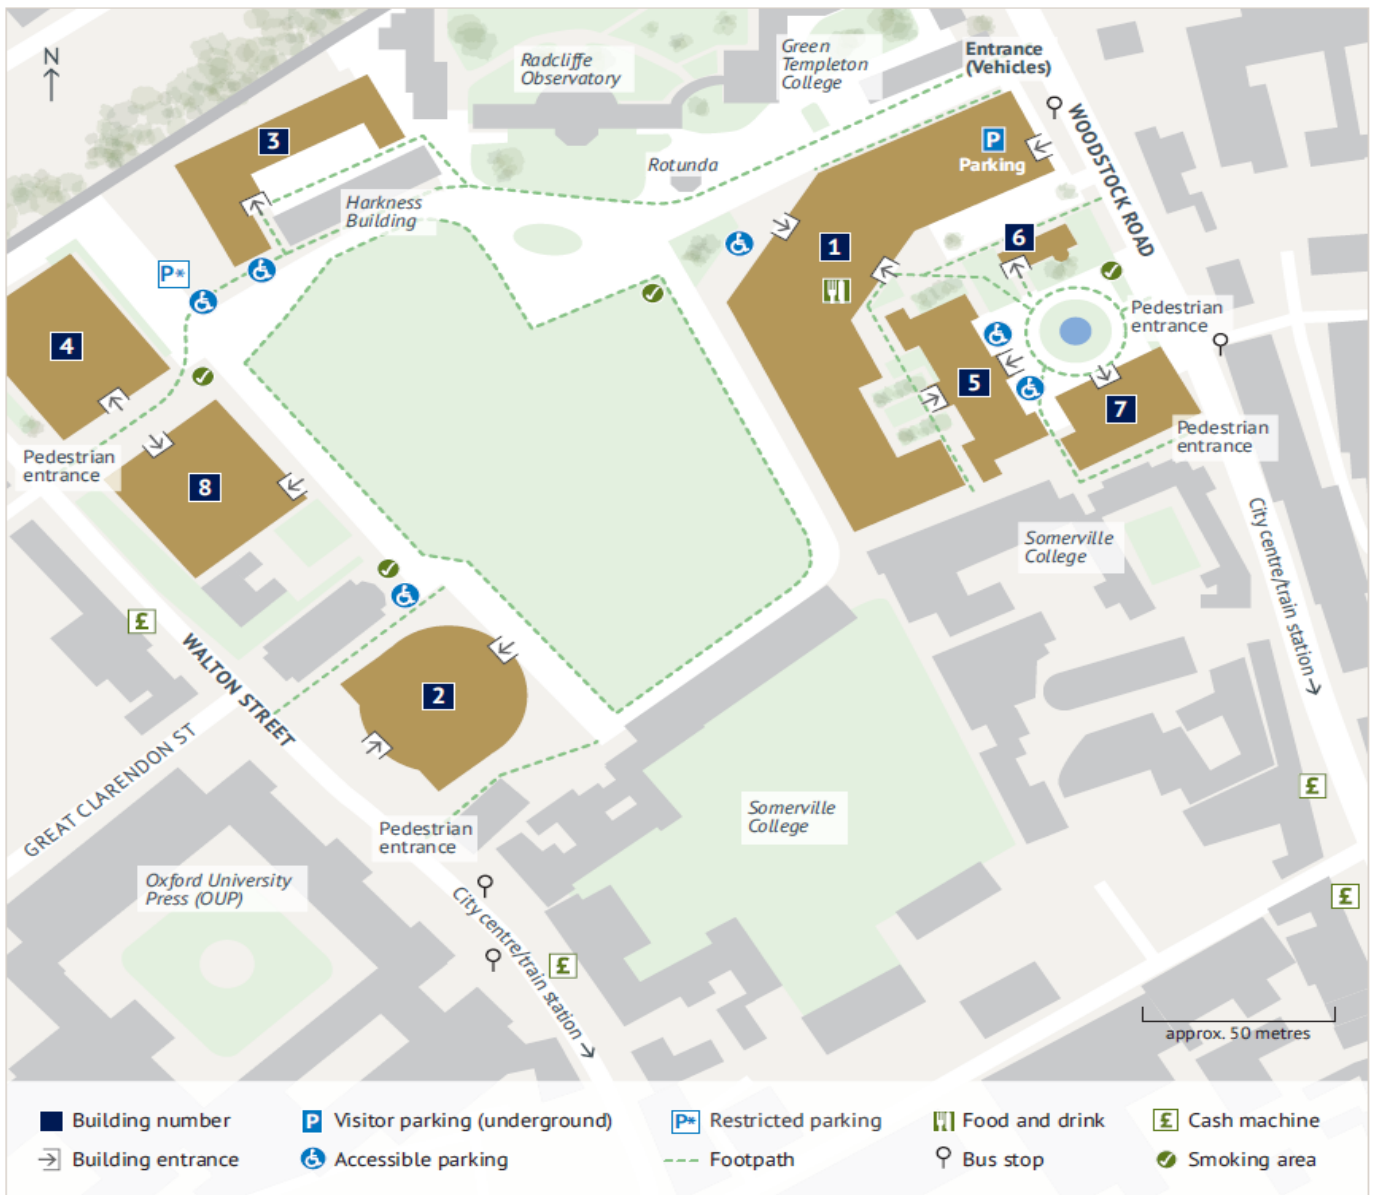 N
Radcliffe
Observatory
Green
Templeton
College
Entrance
(Vehicles)
WOODSTOCK ROAD
P
Parking
3
Rotunda
Harkness
Building
1
6
P*
Pedestrian
entrance
4
5
7
Pedestrian
entrance
Pedestrian
entrance
8
City centre/train station →
Somerville
College
£
WALTON STREET
2
GREAT CLARENDON ST
£
Somerville
College
Pedestrian
entrance
Oxford University
Press (OUP)
£
City centre/train station →
£
approx. 50 metres
Building number
P Visitor parking (underground)
P* Restricted parking
Food and drink
£ Cash machine
Building entrance
Accessible parking
Footpath
Bus stop
Smoking area